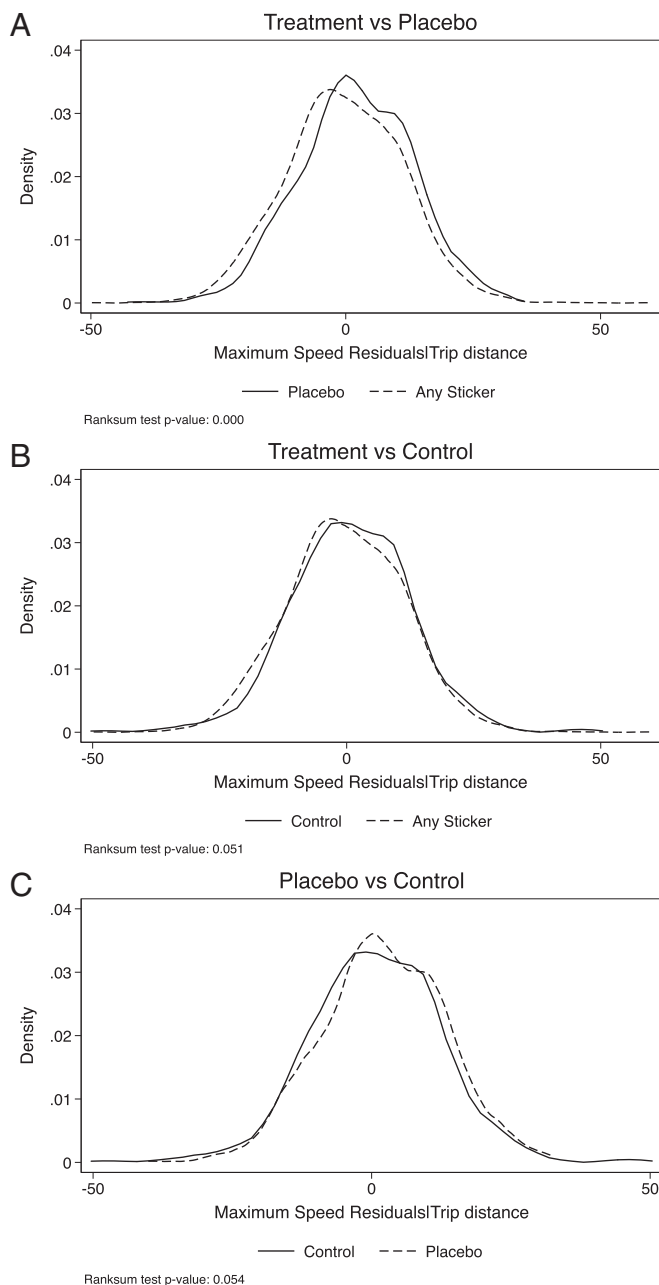 A
Treatment vs Placebo
.04
.03
.02
.01
0
Density
-50 0 50
Maximum Speed Residuals|Trip distance
Placebo Any Sticker
Ranksum test p-value: 0.000
B
Treatment vs Control
.04
.03
.02
.01
0
Density
-50 0 50
Maximum Speed Residuals|Trip distance
Control Any Sticker
Ranksum test p-value: 0.051
C
Placebo vs Control
.04
.03
.02
.01
0
Density
-50 0 50
Maximum Speed Residuals|Trip distance
Control Placebo
Ranksum test p-value: 0.054